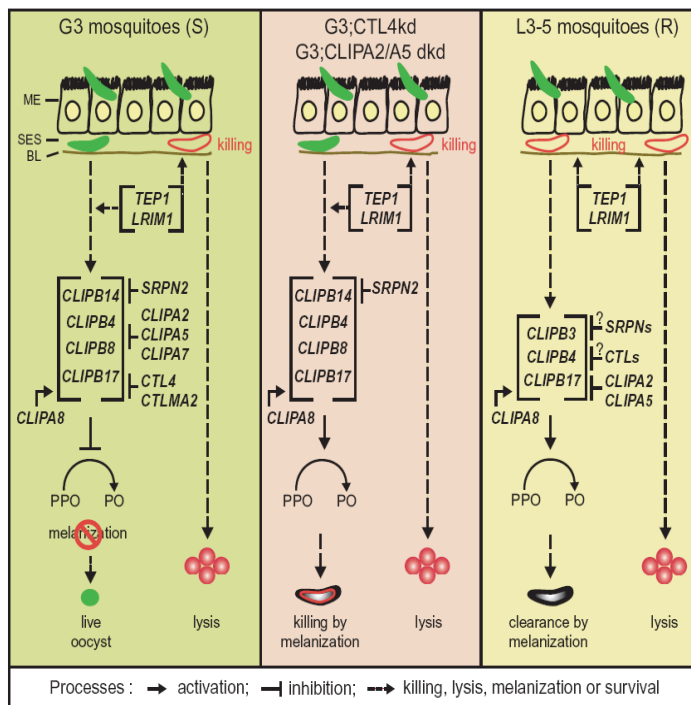 G3 mosquitoes (S)
ME
SES
BL
killing
TEP1
LRIM1
CLIPB14
CLIPB4
CLIPB8
CLIPB17
SRPN2
CLIPA2
CLIPA5
CLIPA7
CTL4
CTLMA2
CLIPA8
PPO
PO
melanization
live
oocyst
lysis
G3;CTL4kd
G3;CLIPA2/A5 dkd
killing
TEP1
LRIM1
CLIPB14
CLIPB4
CLIPB8
CLIPB17
SRPN2
CLIPA8
PPO
PO
killing by
melanization
lysis
L3-5 mosquitoes (R)
killing
TEP1
LRIM1
CLIPB3
CLIPB4
CLIPB17
?
SRPNs
?
CTLs
CLIPA2
CLIPA5
CLIPA8
PPO
PO
clearance by
melanization
lysis
Processes : activation; inhibition; killing, lysis, melanization or survival